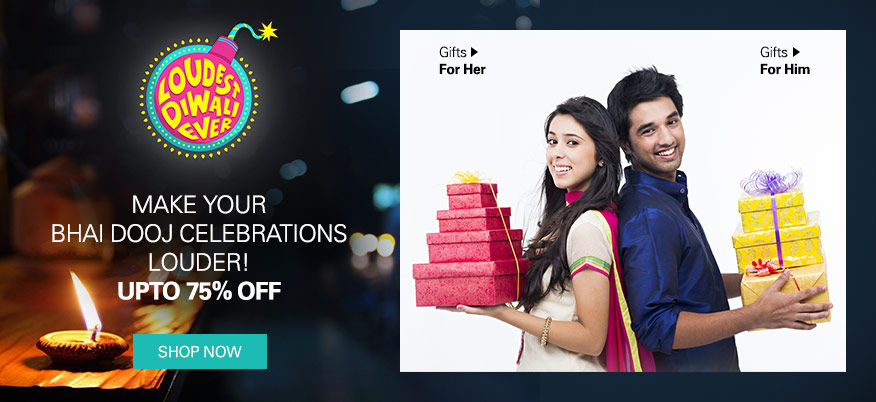 LOUDEST
DIWALI
EVER
MAKE YOUR
BHAI DOOJ CELEBRATIONS
LOUDER!
UPTO 75% OFF
SHOP NOW
Gifts
For Her
Gifts
For Him